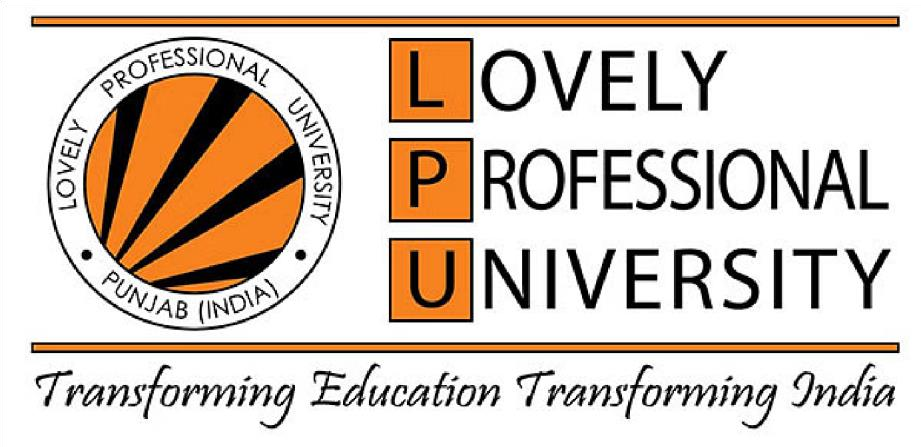 LOVELY PROFESSIONAL UNIVERSITY
• PUNJAB (INDIA) •
LOVELY
PROFESSIONAL
UNIVERSITY
Transforming Education Transforming India